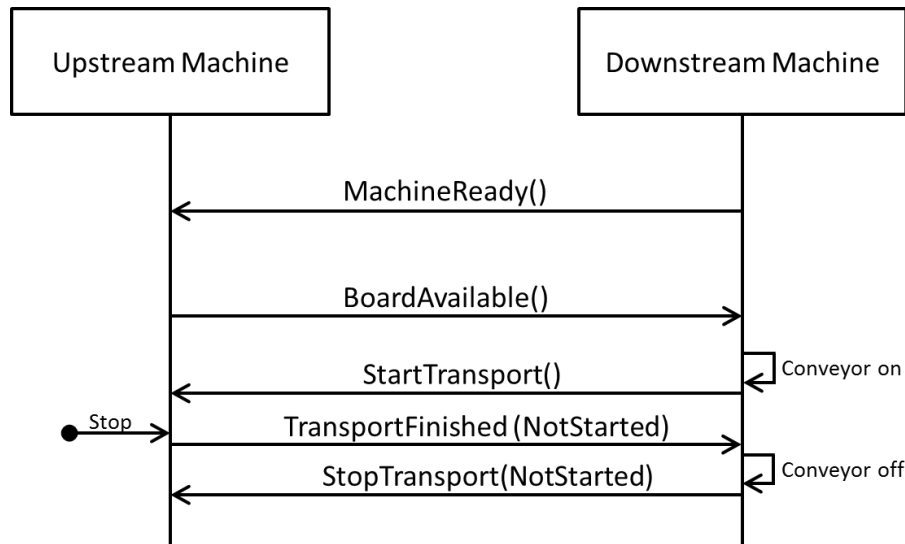 Upstream Machine
Downstream Machine
MachineReady()
BoardAvailable()
Conveyor on
StartTransport()
Stop
TransportFinished (NotStarted)
Conveyor off
StopTransport(NotStarted)